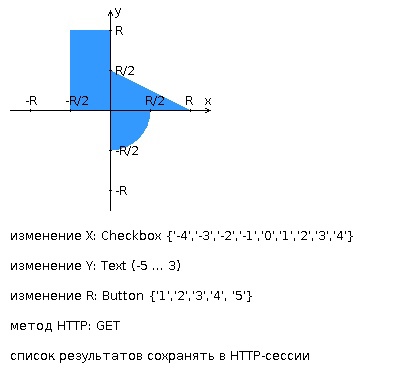 y
R
R/2
-R -R/2 R/2 R x
-R/2
-R
изменение X: Checkbox {'-4','-3','-2','-1','0','1','2','3','4'}
изменение Y: Text (-5 ... 3)
изменение R: Button {'1','2','3','4', '5'}
метод HTTP: GET
список результатов сохранять в HTTP-сессии